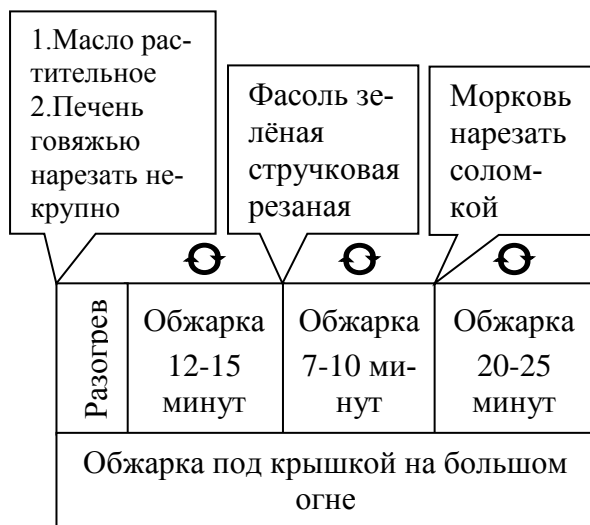 1.Масло рас-
тительное
2.Печень
говяжью
нарезать не-
крупно
Фасоль зе-
лёная
стручковая
резаная
Морковь
нарезать
солом-
кой
Разогрев
Обжарка
12-15
минут
Обжарка
7-10 ми-
нут
Обжарка
20-25
минут
Обжарка под крышкой на большом
огне